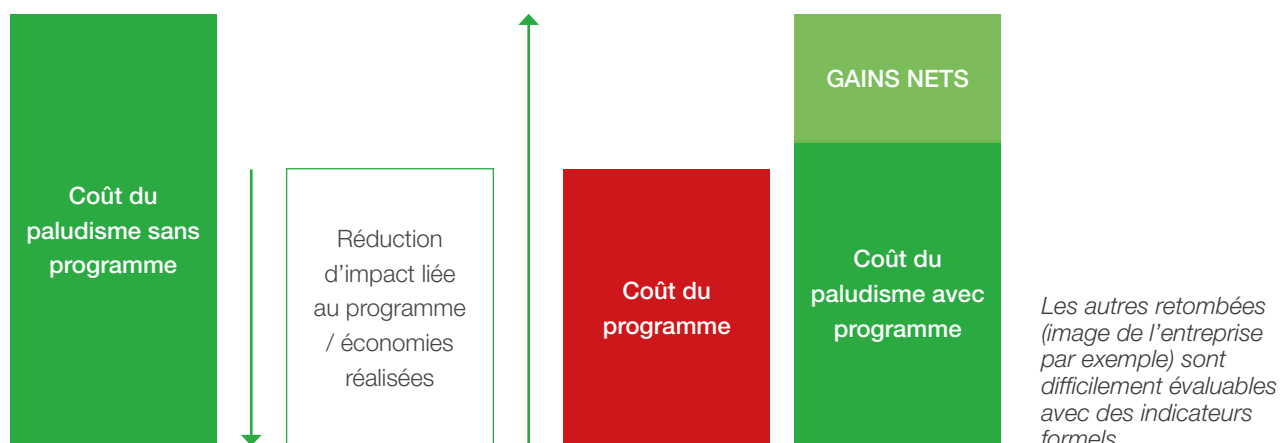 Coût du
paludisme sans
programme
Réduction
d’impact liée
au programme
/ économies
réalisées
Coût du
programme
GAINS NETS
Coût du
paludisme avec
programme
Les autres retombées
(image de l’entreprise
par exemple) sont
difficilement évaluables
avec des indicateurs
formels